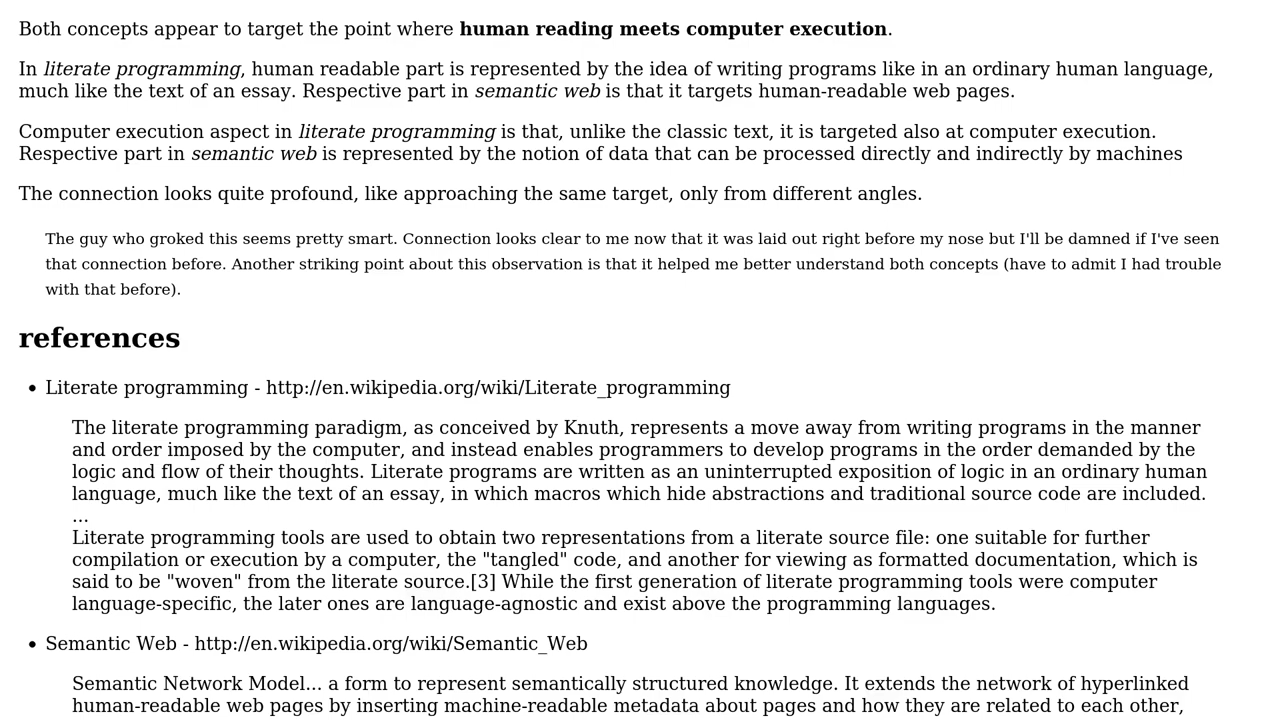 Both concepts appear to target the point where human reading meets computer execution.
In literate programming, human readable part is represented by the idea of writing programs like in an ordinary human language,
much like the text of an essay. Respective part in semantic web is that it targets human-readable web pages.
Computer execution aspect in literate programming is that, unlike the classic text, it is targeted also at computer execution.
Respective part in semantic web is represented by the notion of data that can be processed directly and indirectly by machines
The connection looks quite profound, like approaching the same target, only from different angles.
The guy who groked this seems pretty smart. Connection looks clear to me now that it was laid out right before my nose but I'll be damned if I've seen
that connection before. Another striking point about this observation is that it helped me better understand both concepts (have to admit I had trouble
with that before).
references
• Literate programming - http://en.wikipedia.org/wiki/Literate_programming
The literate programming paradigm, as conceived by Knuth, represents a move away from writing programs in the manner
and order imposed by the computer, and instead enables programmers to develop programs in the order demanded by the
logic and flow of their thoughts. Literate programs are written as an uninterrupted exposition of logic in an ordinary human
language, much like the text of an essay, in which macros which hide abstractions and traditional source code are included.
...
Literate programming tools are used to obtain two representations from a literate source file: one suitable for further
compilation or execution by a computer, the "tangled" code, and another for viewing as formatted documentation, which is
said to be "woven" from the literate source.[3] While the first generation of literate programming tools were computer
language-specific, the later ones are language-agnostic and exist above the programming languages.
• Semantic Web - http://en.wikipedia.org/wiki/Semantic_Web
Semantic Network Model... a form to represent semantically structured knowledge. It extends the network of hyperlinked
human-readable web pages by inserting machine-readable metadata about pages and how they are related to each other,